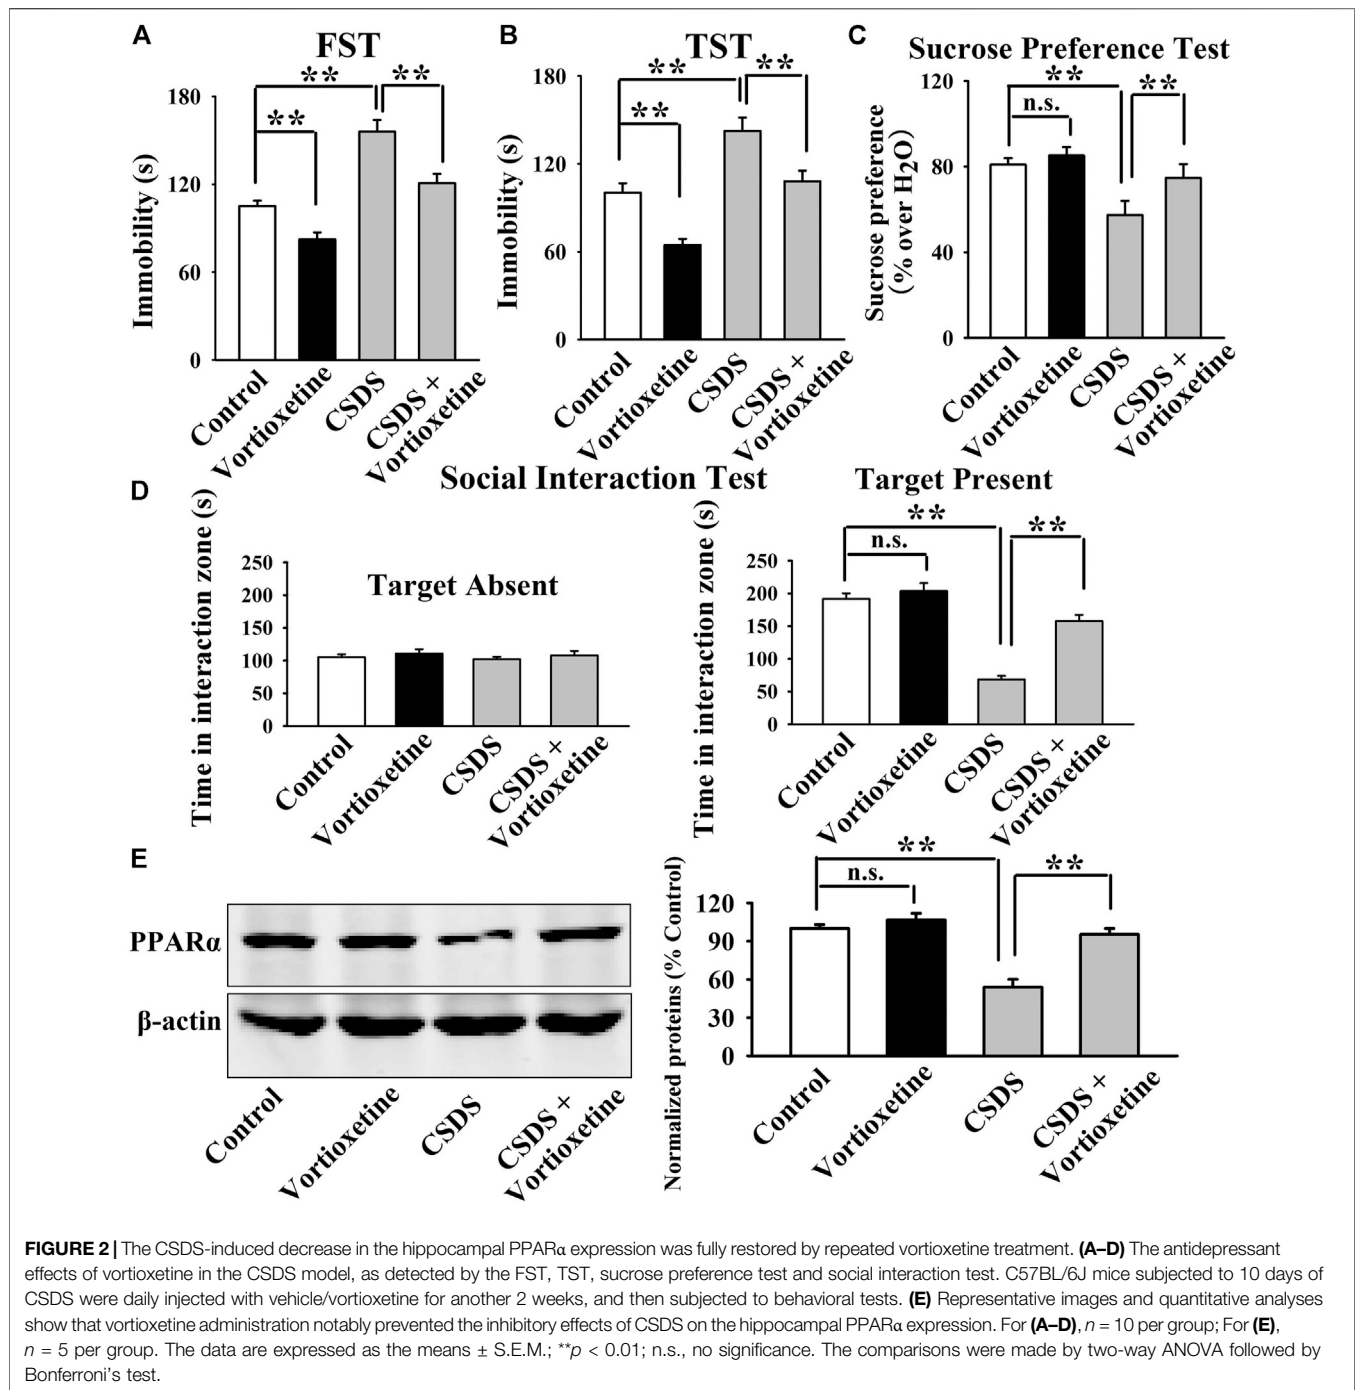 A
FST
180
120
60
0
Immobility (s)
**
**
**
Control
Vortioxetine
CSDS
CSDS +
Vortioxetine
B
TST
180
120
60
0
Immobility (s)
**
**
**
Control
Vortioxetine
CSDS
CSDS +
Vortioxetine
C
Sucrose Preference Test
120
80
40
0
Sucrose preference
(% over H2O)
**
**
n.s.
Control
Vortioxetine
CSDS
CSDS +
Vortioxetine
D
Social Interaction Test
Target Absent
250
200
150
100
50
0
Time in interaction zone (s)
Control
Vortioxetine
CSDS
CSDS +
Vortioxetine
Target Present
**
**
n.s.
250
200
150
100
50
0
Time in interaction zone (s)
Control
Vortioxetine
CSDS
CSDS +
Vortioxetine
E
PPARα
β-actin
Control
Vortioxetine
CSDS
CSDS +
Vortioxetine
**
**
n.s.
120
90
60
30
0
Normalized proteins (% Control)
Control
Vortioxetine
CSDS
CSDS +
Vortioxetine
FIGURE 2 | The CSDS-induced decrease in the hippocampal PPARα expression was fully restored by repeated vortioxetine treatment. (A–D) The antidepressant
effects of vortioxetine in the CSDS model, as detected by the FST, TST, sucrose preference test and social interaction test. C57BL/6J mice subjected to 10 days of
CSDS were daily injected with vehicle/vortioxetine for another 2 weeks, and then subjected to behavioral tests. (E) Representative images and quantitative analyses
show that vortioxetine administration notably prevented the inhibitory effects of CSDS on the hippocampal PPARα expression. For (A–D), n = 10 per group; For (E),
n = 5 per group. The data are expressed as the means ± S.E.M.; **p < 0.01; n.s., no significance. The comparisons were made by two-way ANOVA followed by
Bonferroni's test.